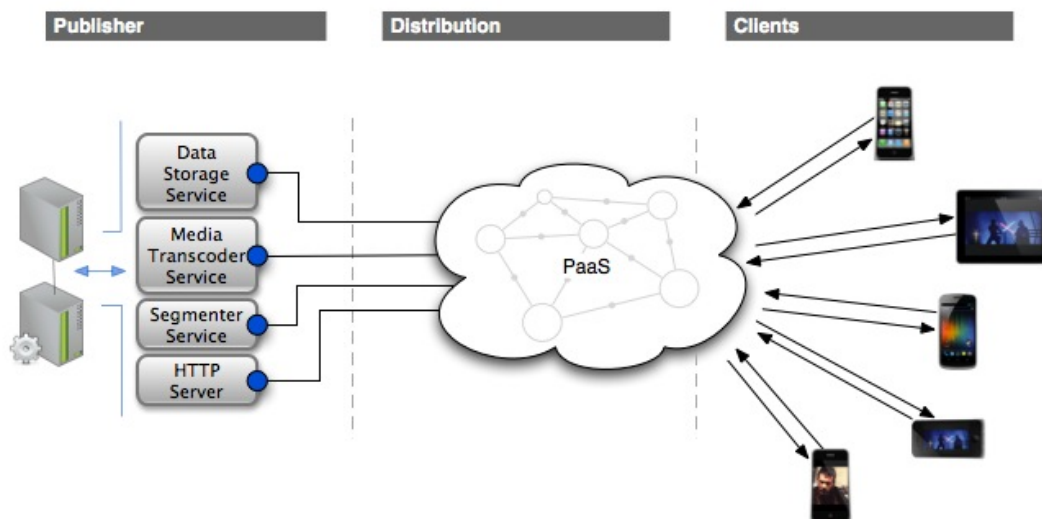 Publisher
Distribution
Clients
Data
Storage
Service
Media
Transcoder
Service
Segmenter
Service
HTTP
Server
PaaS